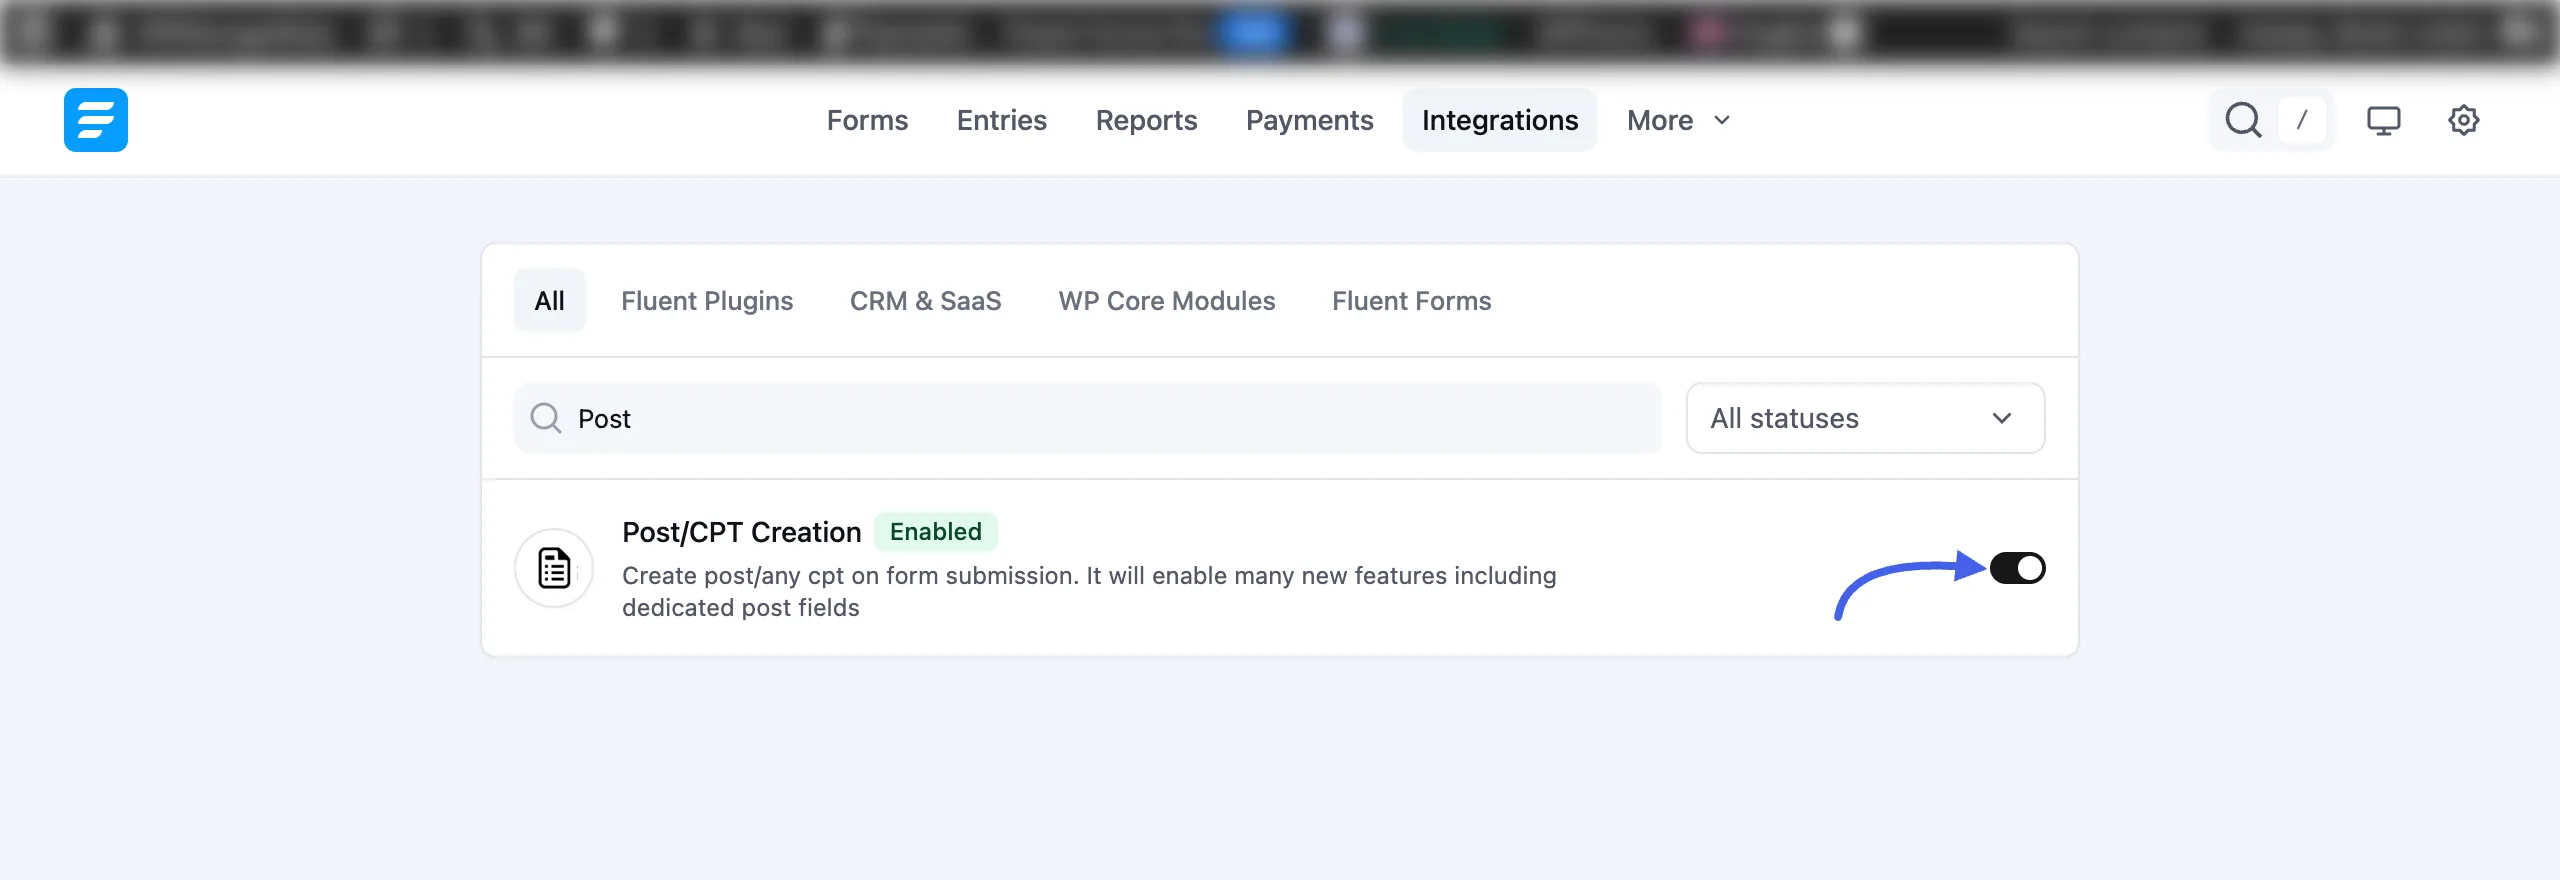 Forms Entries Reports Payments Integrations More /
All Fluent Plugins CRM & SaaS WP Core Modules Fluent Forms
Post All statuses
Post/CPT Creation Enabled
Create post/any cpt on form submission. It will enable many new features including
dedicated post fields